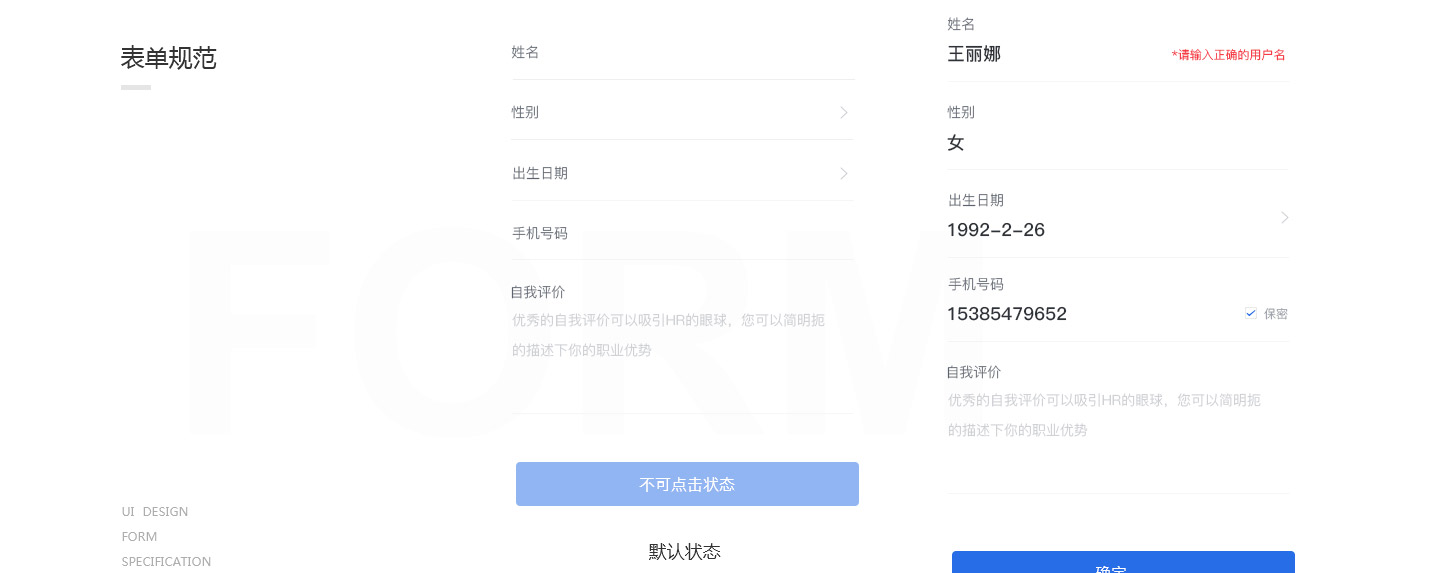 表单规范
UI DESIGN
FORM
SPECIFICATION
FORM
姓名
性别
出生日期
手机号码
自我评价
优秀的自我评价可以吸引HR的眼球，您可以简明扼
的描述下你的职业优势
不可点击状态
默认状态
姓名
王丽娜
*请输入正确的用户名
性别
女
出生日期
1992-2-26
手机号码
15385479652
保密
自我评价
优秀的自我评价可以吸引HR的眼球，您可以简明扼
的描述下你的职业优势
确定